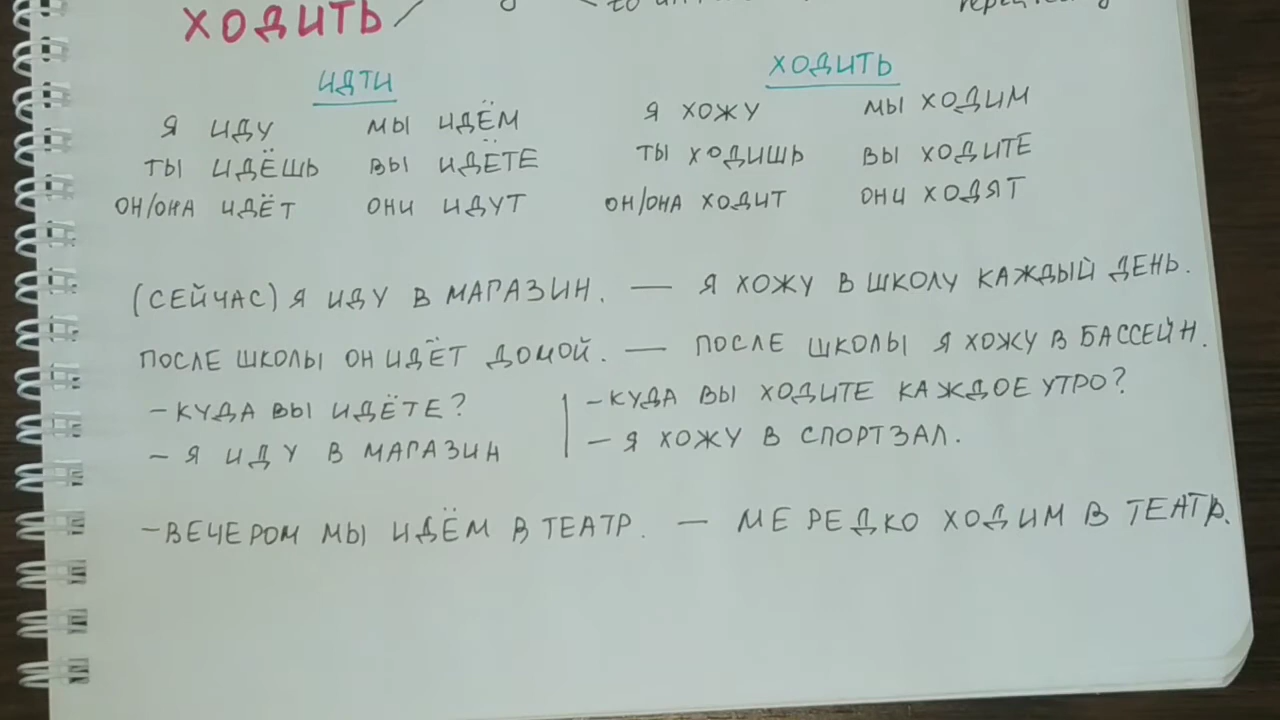 ХОДИТЬ
ИДТИ ХОДИТЬ
Я ИДУ МЫ ИДЁМ Я ХОЖУ МЫ ХОДИМ
ТЫ ИДЁШЬ ВЫ ИДЁТЕ ТЫ ХОДИШЬ ВЫ ХОДИТЕ
ОН/ОНА ИДЁТ ОНИ ИДУТ ОН/ОНА ХОДИТ ОНИ ХОДЯТ
(СЕЙЧАС) Я ИДУ В МАГАЗИН. — Я ХОЖУ В ШКОЛУ КАЖДЫЙ ДЕНЬ.
ПОСЛЕ ШКОЛЫ ОН ИДЁТ ДОМОЙ. — ПОСЛЕ ШКОЛЫ Я ХОЖУ В БАССЕЙН.
– КУДА ВЫ ИДЁТЕ? – КУДА ВЫ ХОДИТЕ КАЖДОЕ УТРО?
– Я ИДУ В МАГАЗИН – Я ХОЖУ В СПОРТЗАЛ.
– ВЕЧЕРОМ МЫ ИДЁМ В ТЕАТР. — МЕ РЕДКО ХОДИМ В ТЕАТР.